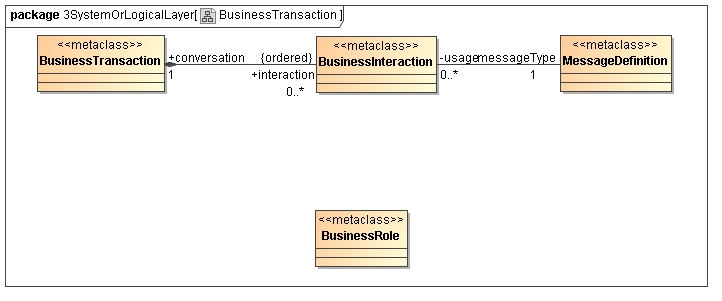 package 3SystemOrLogicalLayer[ BusinessTransaction ]
<<metaclass>>
BusinessTransaction
+conversation
1
{ordered}
+interaction
0..*
<<metaclass>>
BusinessInteraction
-usage
0..*
messageType
1
<<metaclass>>
MessageDefinition
<<metaclass>>
BusinessRole